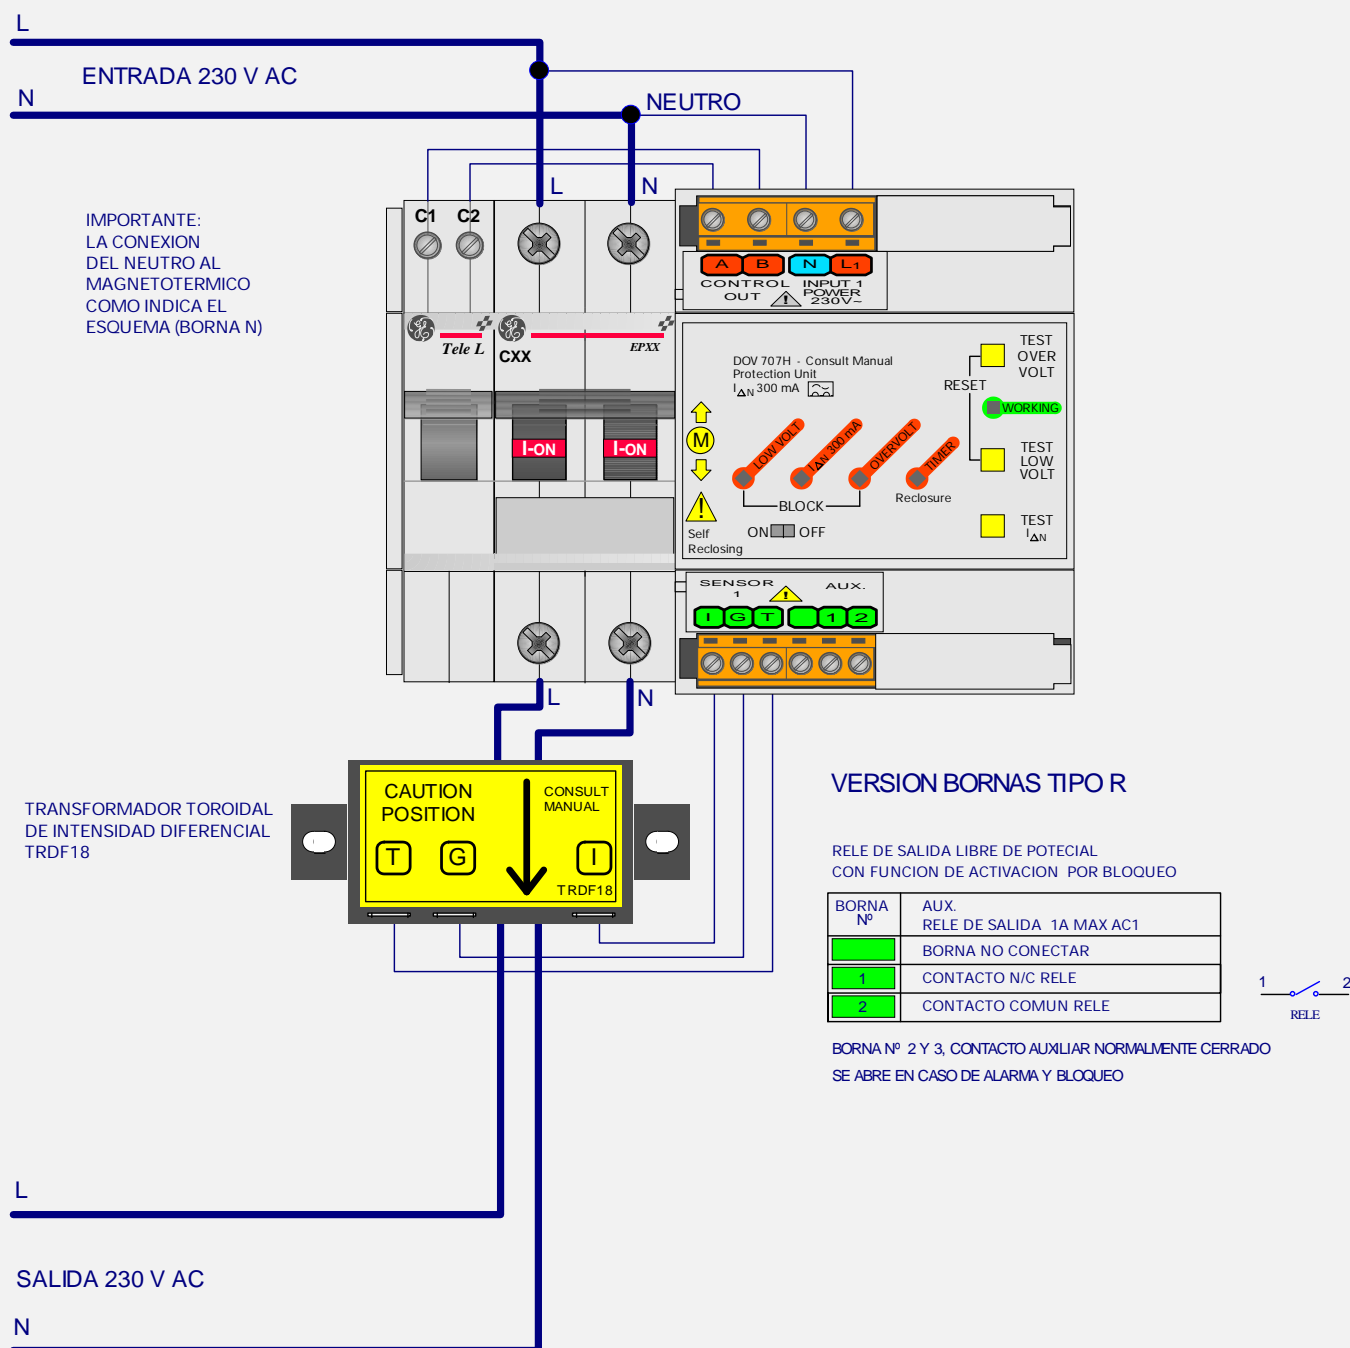 L
ENTRADA 230 V AC
N
NEUTRO
L
N
IMPORTANTE:
LA CONEXION
DEL NEUTRO AL
MAGNETOTERMICO
COMO INDICA EL
ESQUEMA (BORNA N)
C1 C2
A B N L1
CONTROL OUT
INPUT 1
POWER
230V~
Tele L
CXX
EPXX
I-ON
I-ON
DOV 707H - Consult Manual
Protection Unit
IΔN 300 mA
M
Self
Reclosing
LOW VOLT
IΔN 300 mA
OVERVOLT
TIMER
BLOCK
Reclosure
ON OFF
RESET
TEST
OVER
VOLT
WORKING
TEST
LOW
VOLT
TEST
IΔN
SENSOR
1
AUX.
I G T 1 2
L
N
TRANSFORMADOR TOROIDAL
DE INTENSIDAD DIFERENCIAL
TRDF18
CAUTION
POSITION
CONSULT
MANUAL
T G I
TRDF18
VERSION BORNAS TIPO R
RELE DE SALIDA LIBRE DE POTECIAL
CON FUNCION DE ACTIVACION POR BLOQUEO
BORNA
Nº
AUX.
RELE DE SALIDA 1A MAX AC1
BORNA NO CONECTAR
1 CONTACTO N/C RELE
2 CONTACTO COMUN RELE
1 2
RELE
BORNA Nº 2 Y 3, CONTACTO AUXILIAR NORMALMENTE CERRADO
SE ABRE EN CASO DE ALARMA Y BLOQUEO
L
SALIDA 230 V AC
N